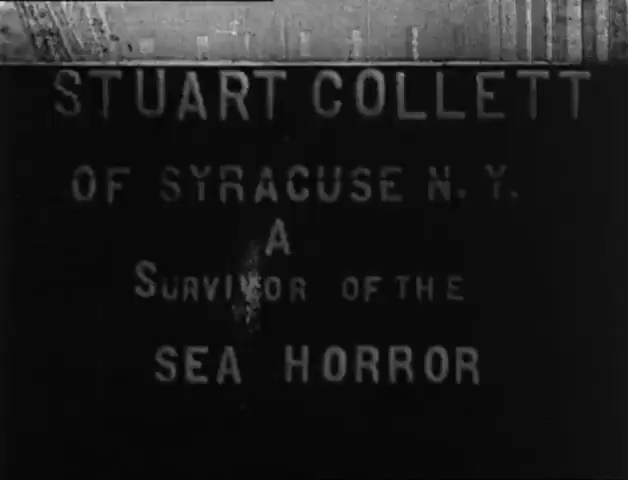 STUART COLLETT
OF SYRACUSE N.Y.
A
SURVIVOR OF THE
SEA HORROR